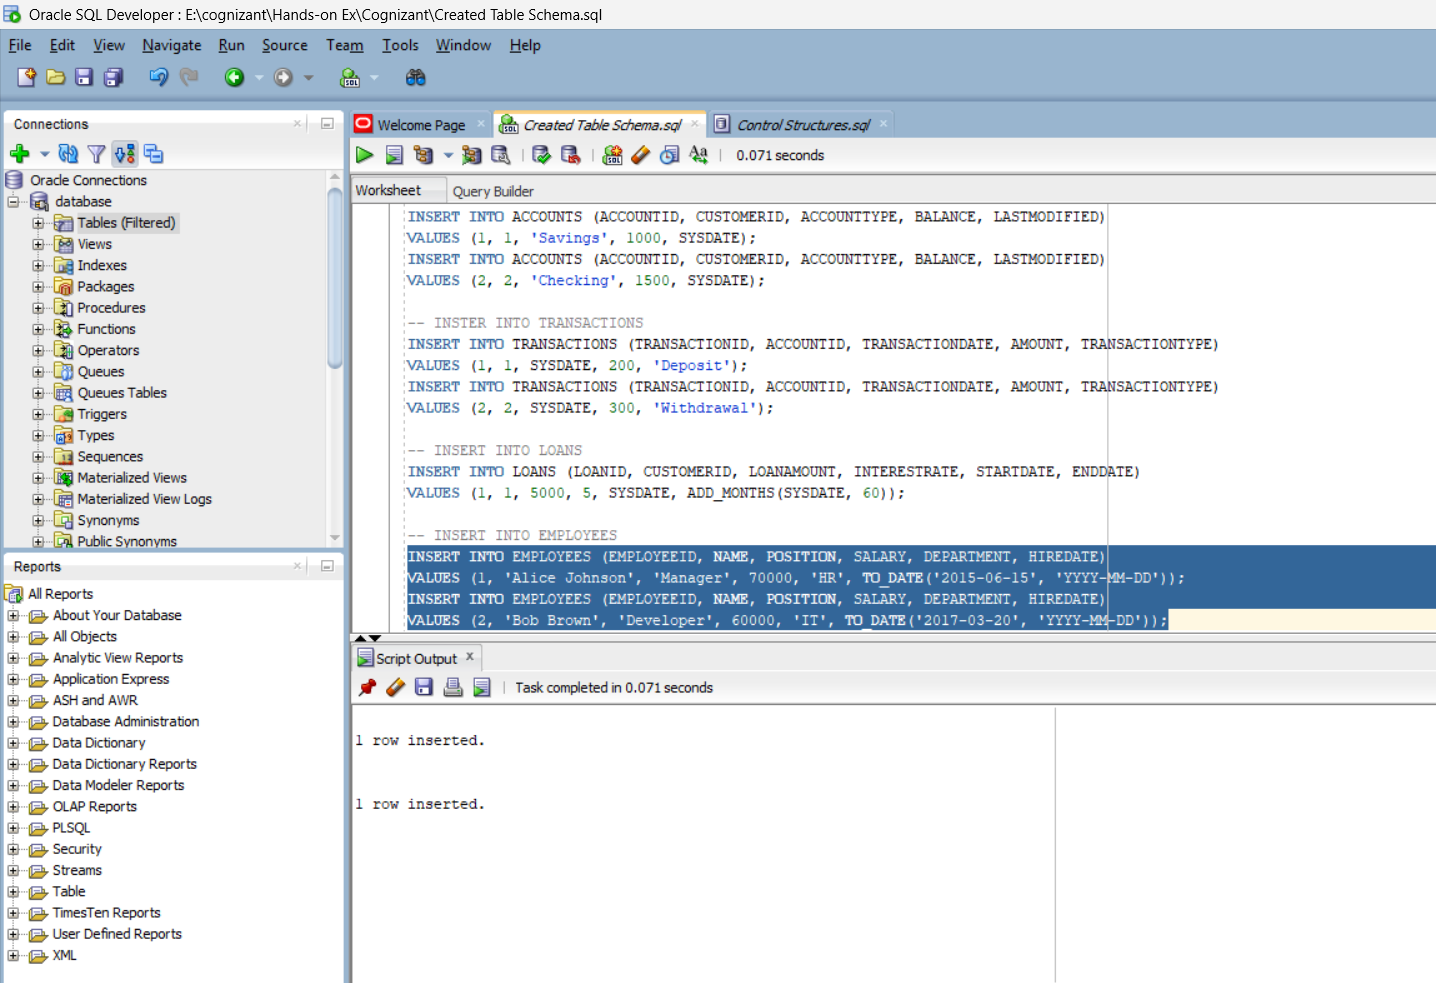 Oracle SQL Developer : E:\cognizant\Hands-on Ex\Cognizant\Created Table Schema.sql
File Edit View Navigate Run Source Team Tools Window Help
Connections
Oracle Connections
database
Tables (Filtered)
Views
Indexes
Packages
Procedures
Functions
Operators
Queues
Queues Tables
Triggers
Types
Sequences
Materialized Views
Materialized View Logs
Synonyms
Public Synonyms
Reports
All Reports
About Your Database
All Objects
Analytic View Reports
Application Express
ASH and AWR
Database Administration
Data Dictionary
Data Dictionary Reports
Data Modeler Reports
OLAP Reports
PLSQL
Security
Streams
Table
TimesTen Reports
User Defined Reports
XML
Welcome Page Created Table Schema.sql Control Structures.sql
0.071 seconds
Worksheet Query Builder
INSERT INTO ACCOUNTS (ACCOUNTID, CUSTOMERID, ACCOUNTTYPE, BALANCE, LASTMODIFIED)
VALUES (1, 1, 'Savings', 1000, SYSDATE);
INSERT INTO ACCOUNTS (ACCOUNTID, CUSTOMERID, ACCOUNTTYPE, BALANCE, LASTMODIFIED)
VALUES (2, 2, 'Checking', 1500, SYSDATE);
-- INSTER INTO TRANSACTIONS
INSERT INTO TRANSACTIONS (TRANSACTIONID, ACCOUNTID, TRANSACTIONDATE, AMOUNT, TRANSACTIONTYPE)
VALUES (1, 1, SYSDATE, 200, 'Deposit');
INSERT INTO TRANSACTIONS (TRANSACTIONID, ACCOUNTID, TRANSACTIONDATE, AMOUNT, TRANSACTIONTYPE)
VALUES (2, 2, SYSDATE, 300, 'Withdrawal');
-- INSERT INTO LOANS
INSERT INTO LOANS (LOANID, CUSTOMERID, LOANAMOUNT, INTERESTRATE, STARTDATE, ENDDATE)
VALUES (1, 1, 5000, 5, SYSDATE, ADD_MONTHS(SYSDATE, 60));
-- INSERT INTO EMPLOYEES
INSERT INTO EMPLOYEES (EMPLOYEEID, NAME, POSITION, SALARY, DEPARTMENT, HIREDATE)
VALUES (1, 'Alice Johnson', 'Manager', 70000, 'HR', TO_DATE('2015-06-15', 'YYYY-MM-DD'));
INSERT INTO EMPLOYEES (EMPLOYEEID, NAME, POSITION, SALARY, DEPARTMENT, HIREDATE)
VALUES (2, 'Bob Brown', 'Developer', 60000, 'IT', TO_DATE('2017-03-20', 'YYYY-MM-DD'));
Script Output
Task completed in 0.071 seconds
1 row inserted.
1 row inserted.